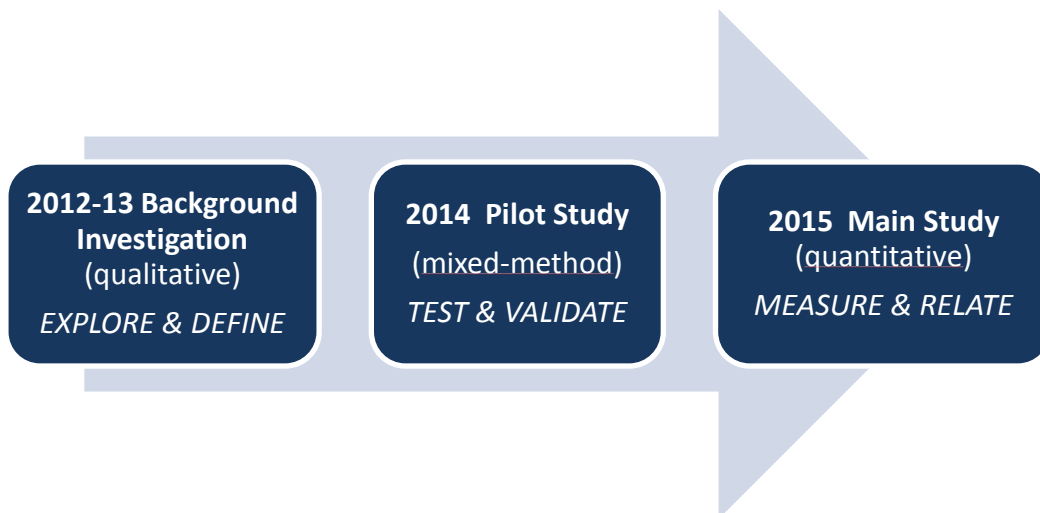 2012-13 Background
Investigation
(qualitative)
EXPLORE & DEFINE
2014 Pilot Study
(mixed-method)
TEST & VALIDATE
2015 Main Study
(quantitative)
MEASURE & RELATE